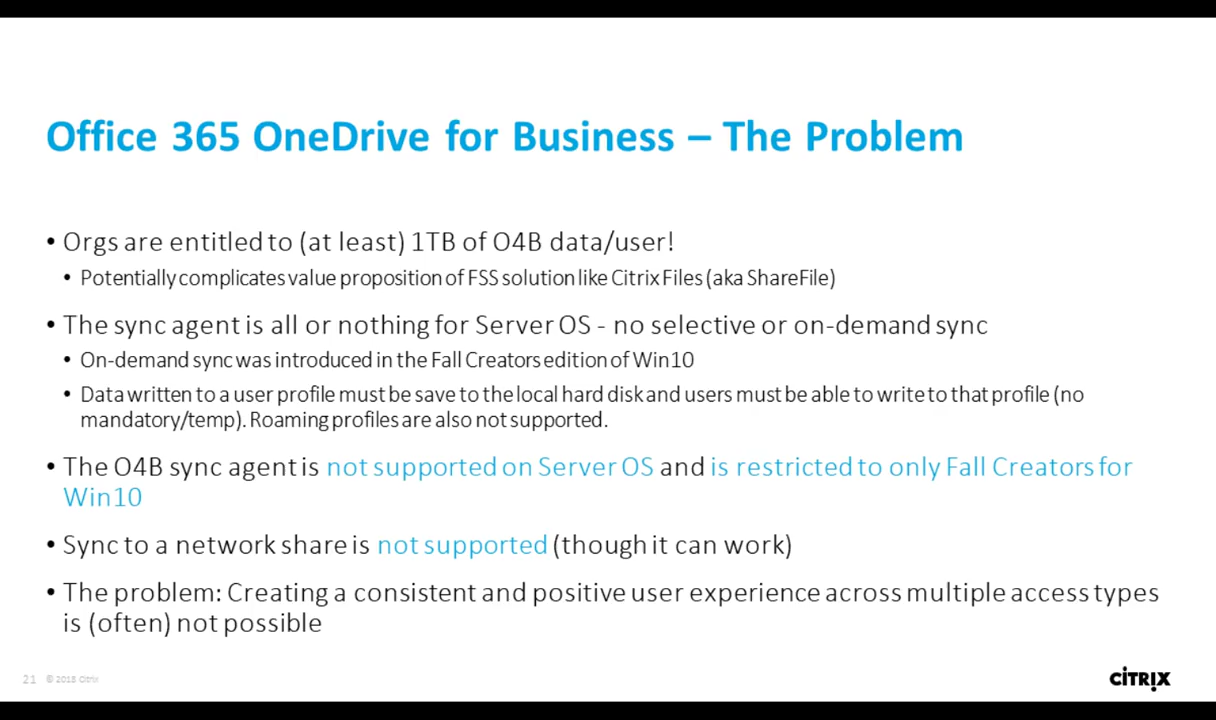 Office 365 OneDrive for Business – The Problem
• Orgs are entitled to (at least) 1TB of O4B data/user!
• Potentially complicates value proposition of FSS solution like Citrix Files (aka ShareFile)
• The sync agent is all or nothing for Server OS - no selective or on-demand sync
• On-demand sync was introduced in the Fall Creators edition of Win10
• Data written to a user profile must be save to the local hard disk and users must be able to write to that profile (no
mandatory/temp). Roaming profiles are also not supported.
• The O4B sync agent is not supported on Server OS and is restricted to only Fall Creators for
Win10
• Sync to a network share is not supported (though it can work)
• The problem: Creating a consistent and positive user experience across multiple access types
is (often) not possible
21 © 2018 Citrix
CITRIX